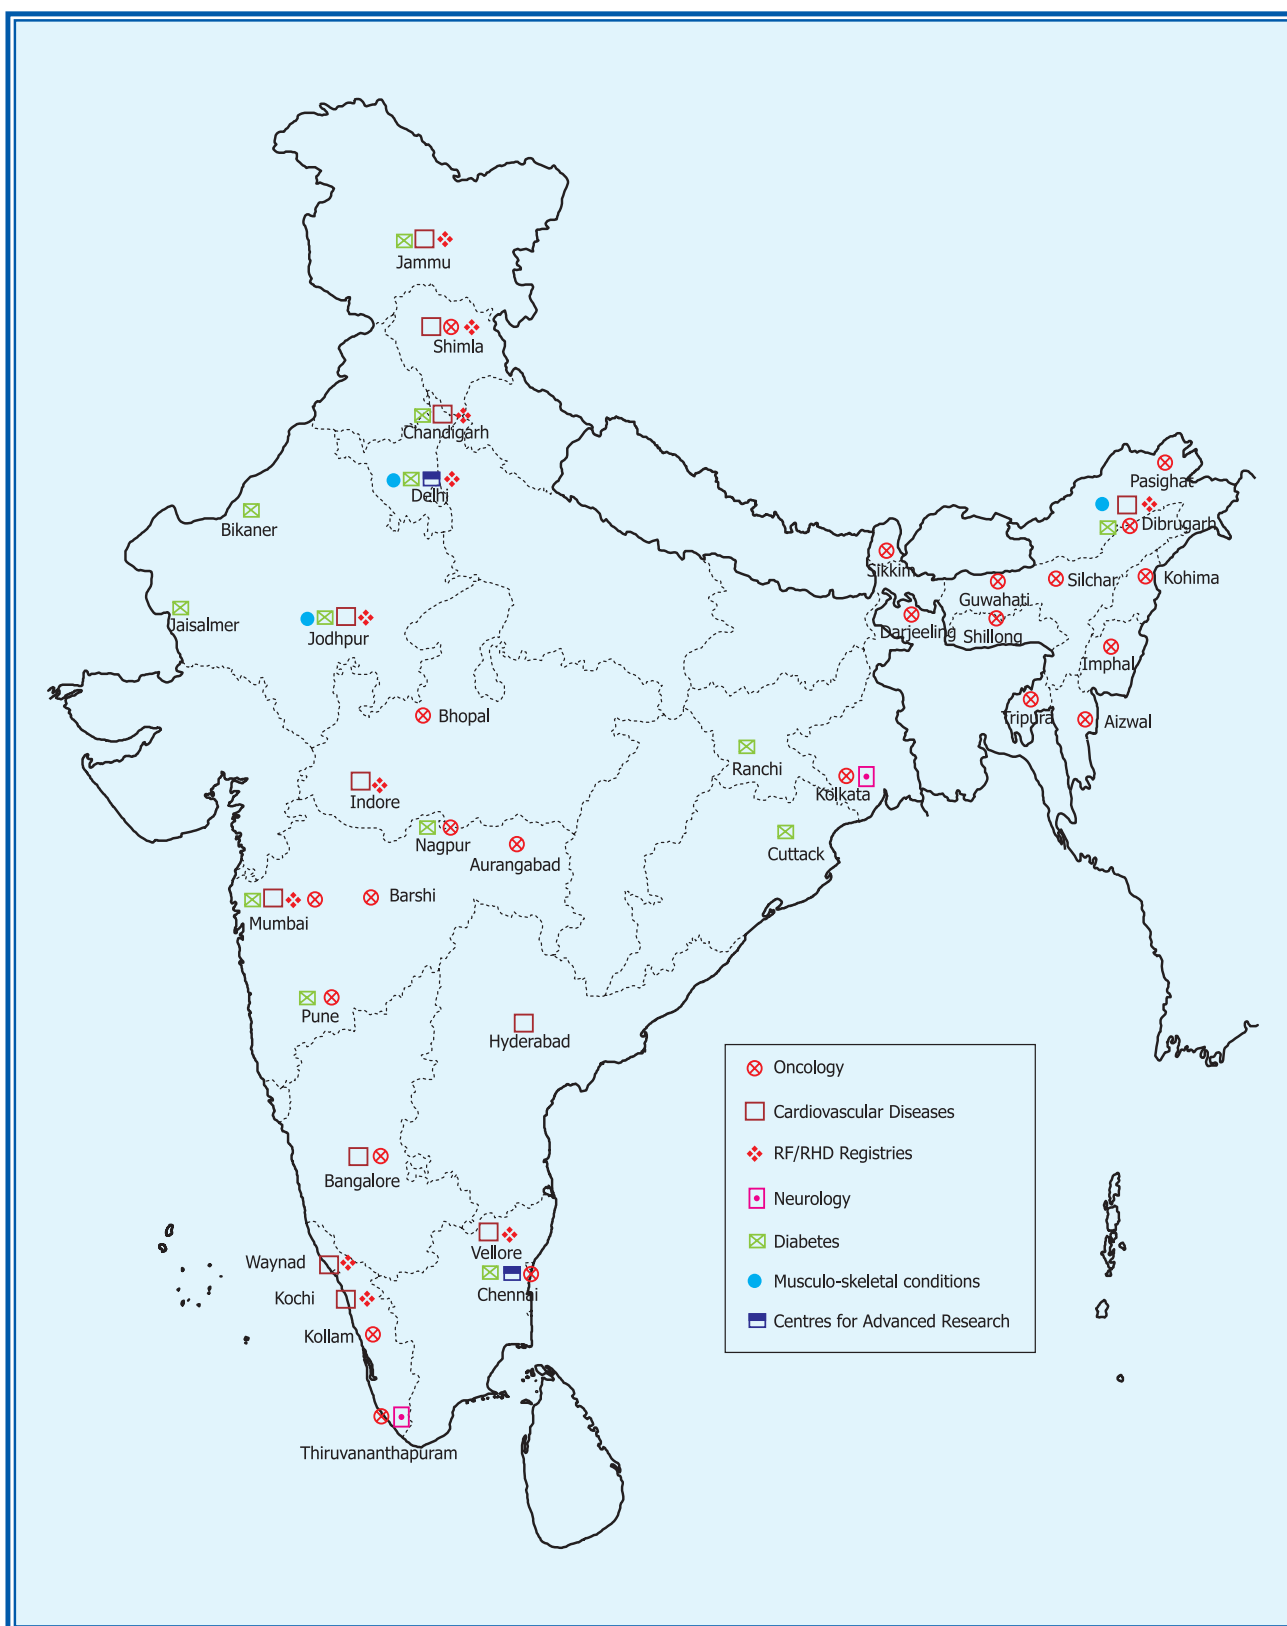 Jammu
Shimla
Chandigarh
Delhi
Bikaner
Pasighat
Dibrugarh
Sikkim
Guwahati
Silchar
Kohima
Jaisalmer
Jodhpur
Darjeeling
Shillong
Imphal
Bhopal
Tripura
Aizwal
Ranchi
Indore
Kolkata
Nagpur
Aurangabad
Cuttack
Mumbai
Barshi
Pune
Hyderabad
Bangalore
Vellore
Waynad
Chennai
Kochi
Kollam
Thiruvananthapuram
Oncology
Cardiovascular Diseases
RF/RHD Registries
Neurology
Diabetes
Musculo-skeletal conditions
Centres for Advanced Research